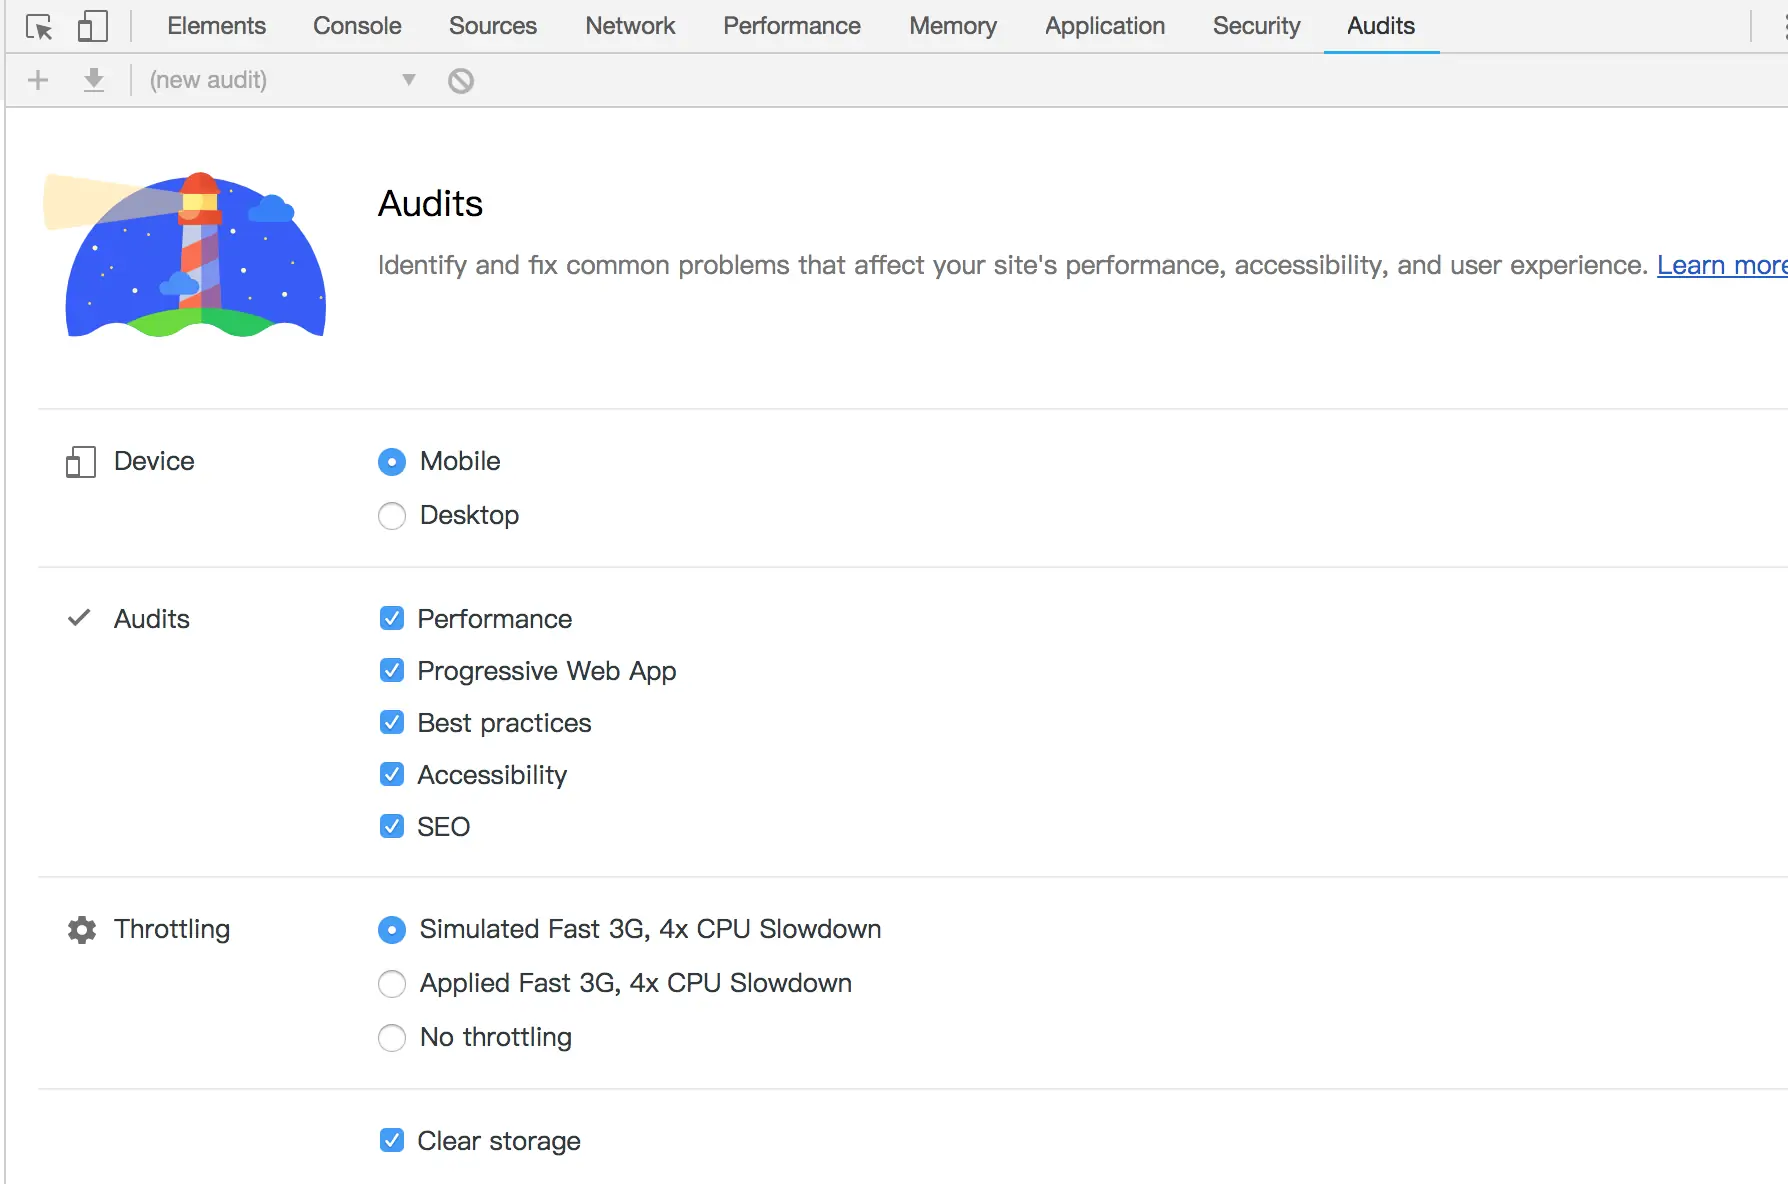 Elements Console Sources Network Performance Memory Application Security Audits
(new audit)
Audits
Identify and fix common problems that affect your site's performance, accessibility, and user experience. Learn more
Device
Mobile
Desktop
Audits
Performance
Progressive Web App
Best practices
Accessibility
SEO
Throttling
Simulated Fast 3G, 4x CPU Slowdown
Applied Fast 3G, 4x CPU Slowdown
No throttling
Clear storage